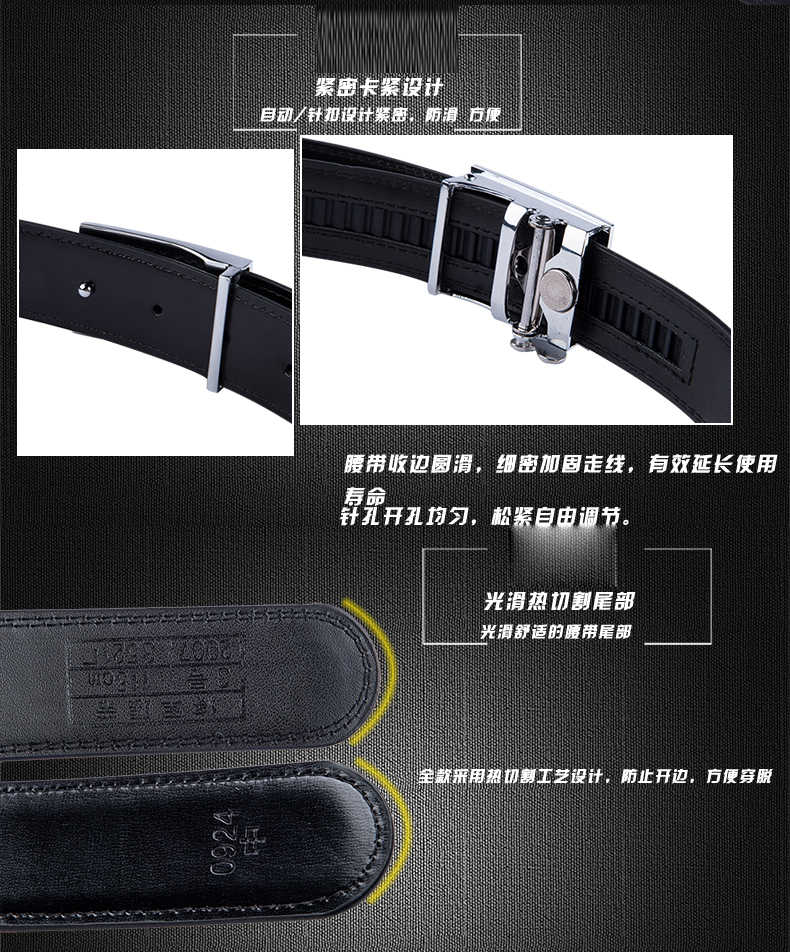 紧密卡紧设计
自动/针扣设计紧密，防滑 方便
腰带收边圆滑，细密加固走线，有效延长使用
寿命
针孔开孔均匀，松紧自由调节。
光滑热切割尾部
光滑舒适的腰带尾部
全款采用热切割工艺设计，防止开边，方便穿脱
0924
中